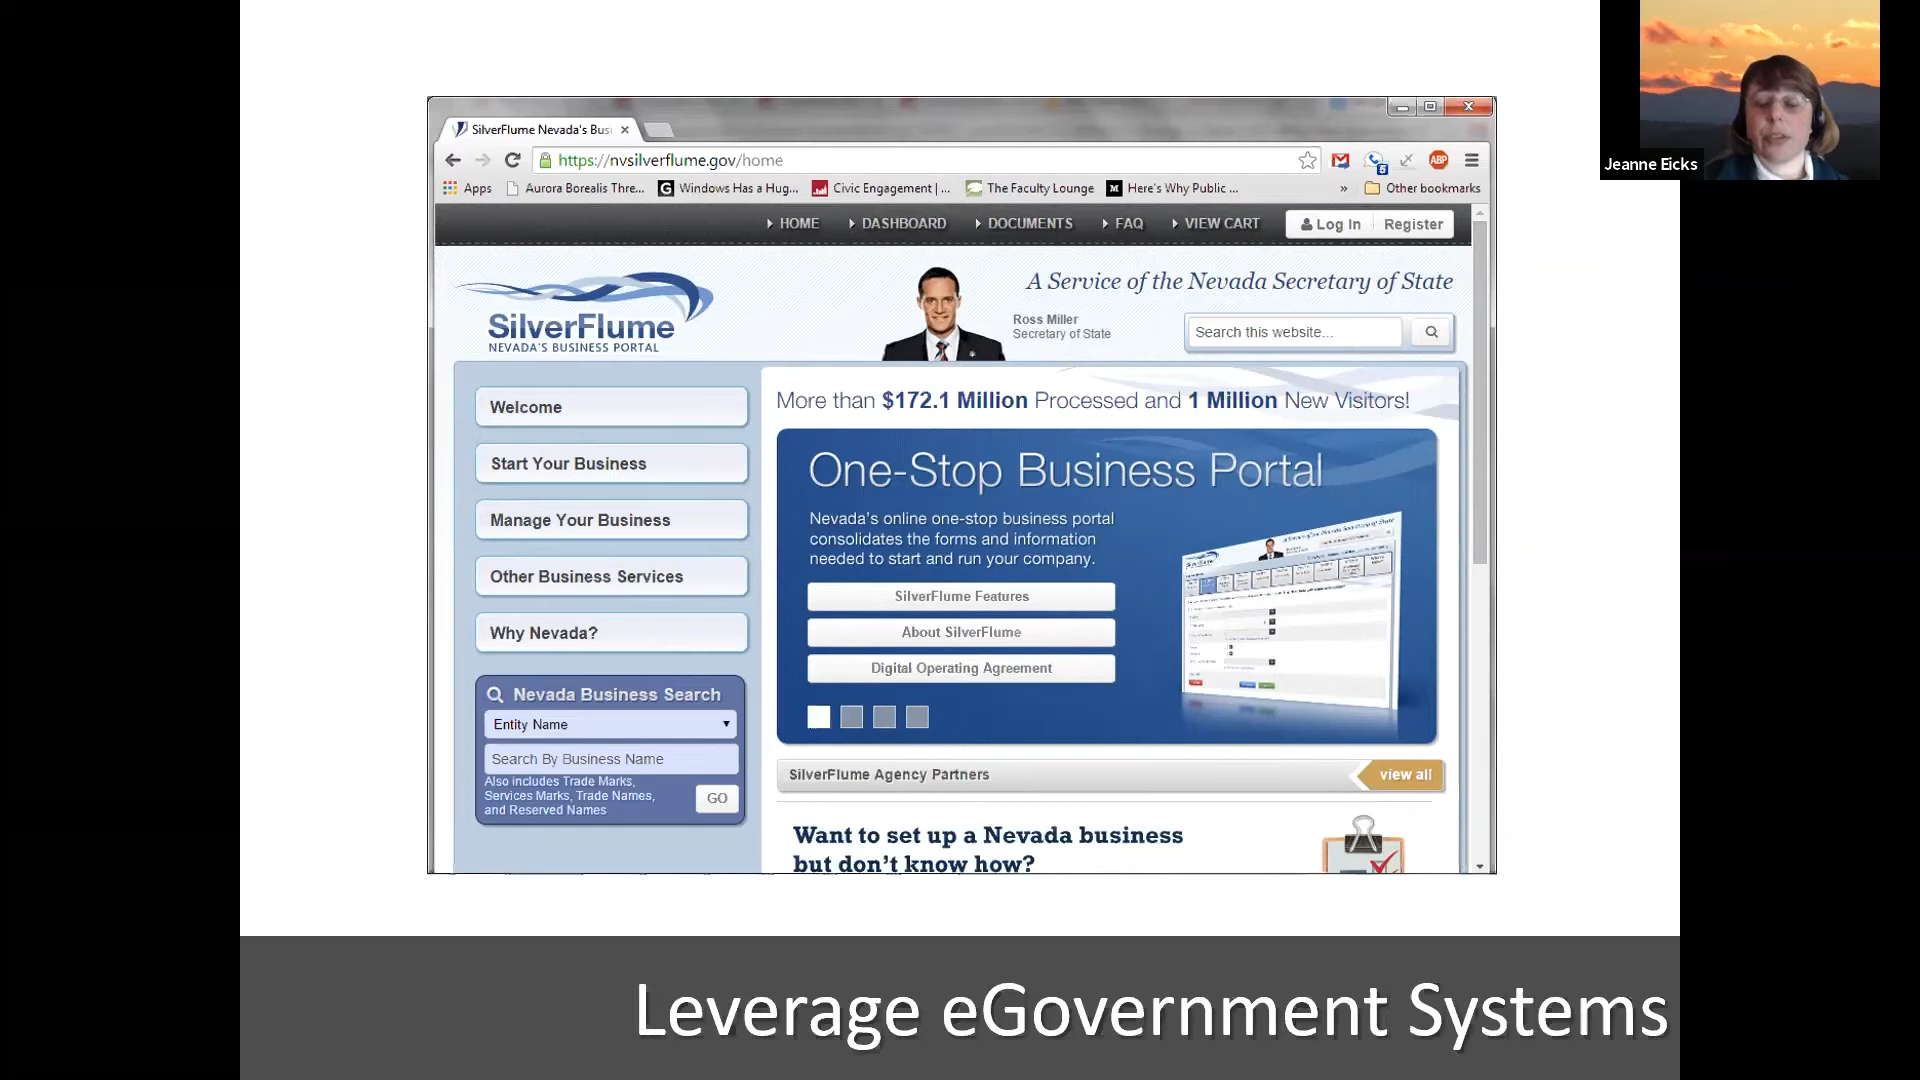 SilverFlume Nevada's Busi
https://nvsilverflume.gov/home
Apps
Aurora Borealis Thre...
Windows Has a Hug...
Civic Engagement | ...
The Faculty Lounge
Here's Why Public ...
»
Other bookmarks
HOME
DASHBOARD
DOCUMENTS
FAQ
VIEW CART
Log In
Register
SilverFlume
NEVADA'S BUSINESS PORTAL
A Service of the Nevada Secretary of State
Ross Miller
Secretary of State
Search this website...
Welcome
Start Your Business
Manage Your Business
Other Business Services
Why Nevada?
Nevada Business Search
Entity Name
Search By Business Name
Also includes Trade Marks,
Services Marks, Trade Names,
and Reserved Names
GO
More than $172.1 Million Processed and 1 Million New Visitors!
One-Stop Business Portal
Nevada's online one-stop business portal
consolidates the forms and information
needed to start and run your company.
SilverFlume Features
About SilverFlume
Digital Operating Agreement
SilverFlume Agency Partners
view all
Want to set up a Nevada business
but don't know how?
Jeanne Eicks
Leverage eGovernment Systems